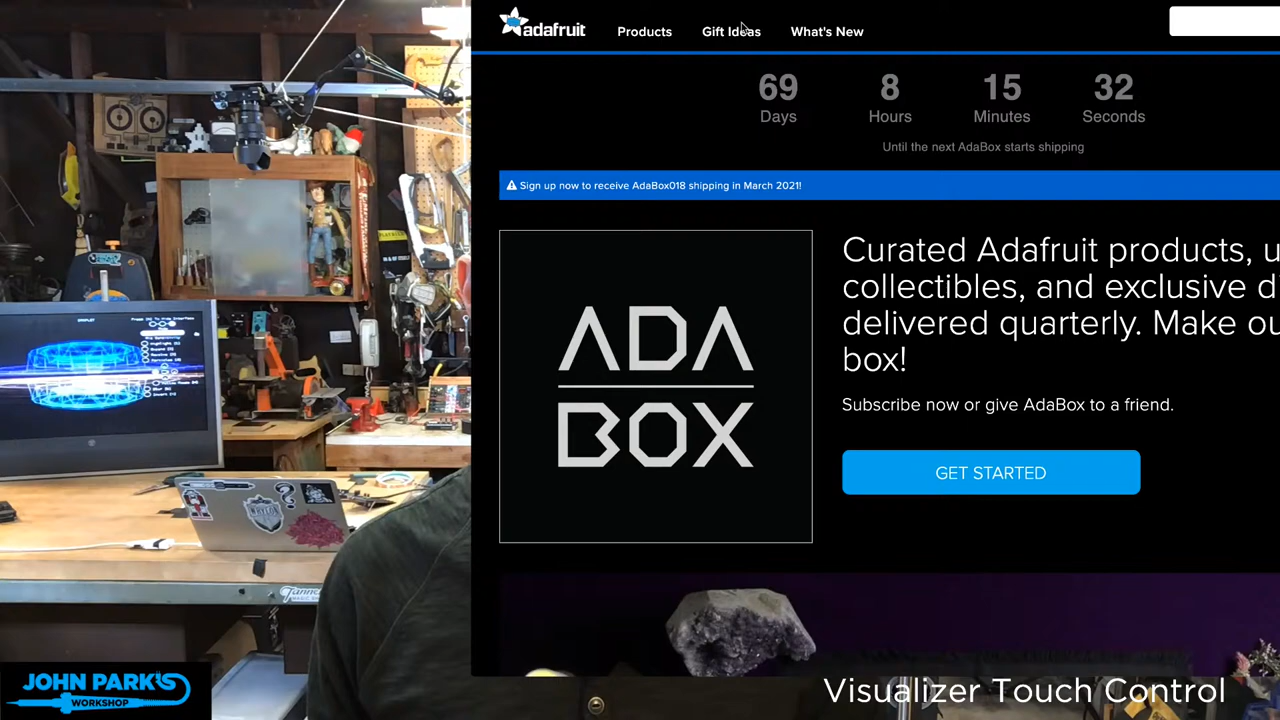 adafruit
Products
Gift Ideas
What's New
69
8
15
32
Days
Hours
Minutes
Seconds
Until the next AdaBox starts shipping
Sign up now to receive AdaBox018 shipping in March 2021!
ADA
BOX
Curated Adafruit products, u
collectibles, and exclusive d
delivered quarterly. Make ou
box!
Subscribe now or give AdaBox to a friend.
GET STARTED
DROPLET
JOHN PARK'S
WORKSHOP
Visualizer Touch Control